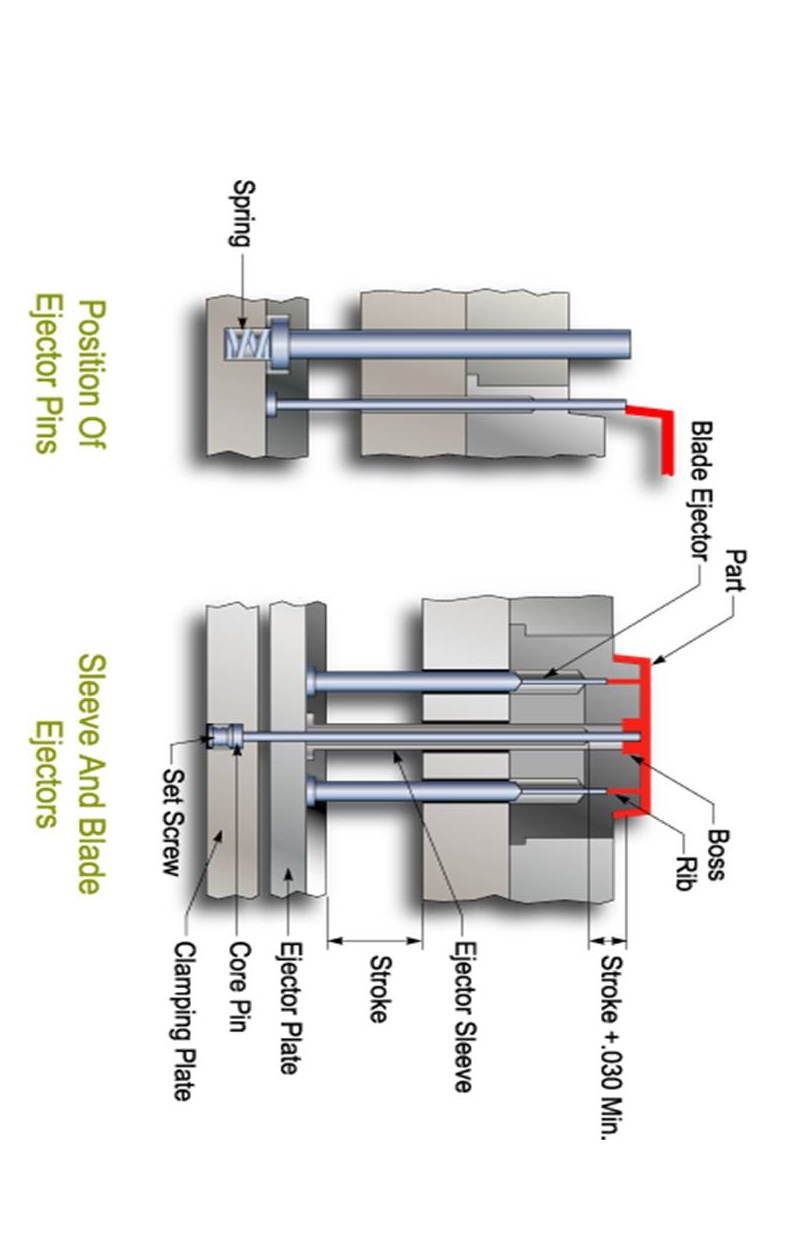 Spring
Position Of
Ejector Pins
Blade Ejector
Part
Boss
Rib
Stroke +.030 Min.
Stroke
Ejector Sleeve
Ejector Plate
Core Pin
Clamping Plate
Set Screw
Sleeve And Blade
Ejectors